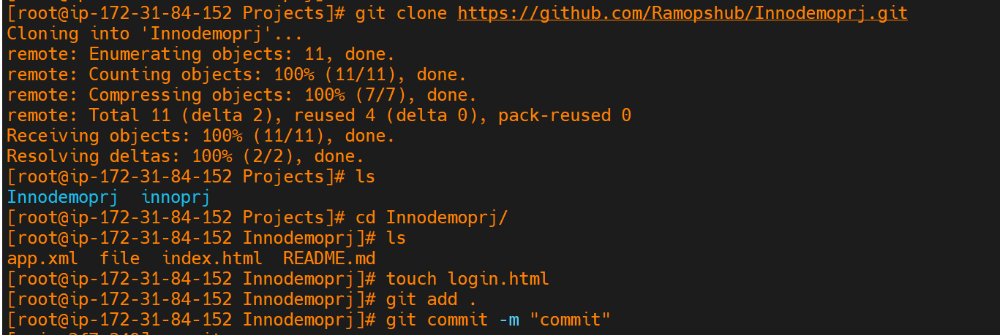 [root@ip-172-31-84-152 Projects]# git clone https://github.com/Ramopshub/Innodemoprj.git
Cloning into 'Innodemoprj'...
remote: Enumerating objects: 11, done.
remote: Counting objects: 100% (11/11), done.
remote: Compressing objects: 100% (7/7), done.
remote: Total 11 (delta 2), reused 4 (delta 0), pack-reused 0
Receiving objects: 100% (11/11), done.
Resolving deltas: 100% (2/2), done.
[root@ip-172-31-84-152 Projects]# ls
Innodemoprj  innoprj
[root@ip-172-31-84-152 Projects]# cd Innodemoprj/
[root@ip-172-31-84-152 Innodemoprj]# ls
app.xml  file  index.html  README.md
[root@ip-172-31-84-152 Innodemoprj]# touch login.html
[root@ip-172-31-84-152 Innodemoprj]# git add .
[root@ip-172-31-84-152 Innodemoprj]# git commit -m "commit"